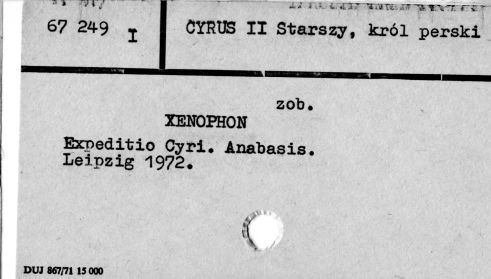 67 249 I
CYRUS II Starszy, król perski
zob.
XENOPHON
Expeditio Cyri. Anabasis.
Leipzig 1972.
DUJ 867/71 15 000